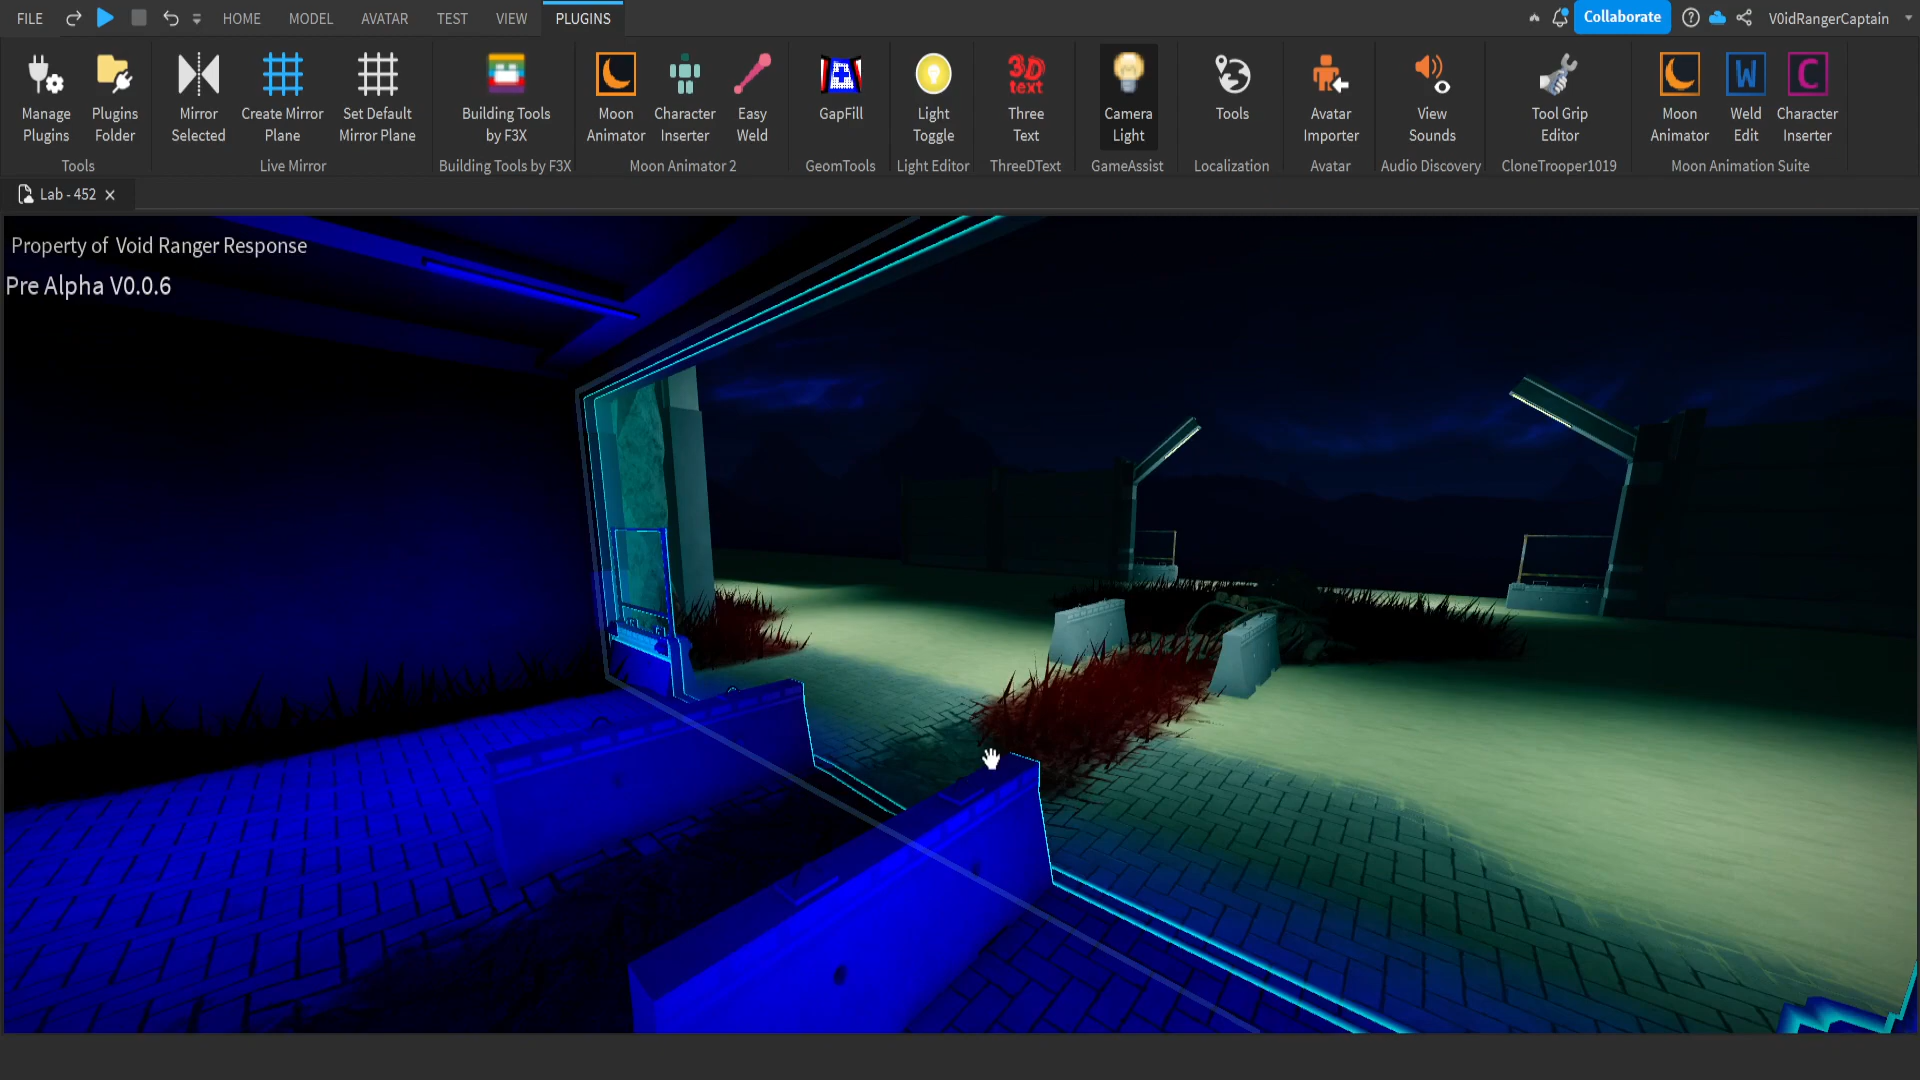 FILE HOME MODEL AVATAR TEST VIEW PLUGINS Collaborate V0idRangerCaptain
Manage Plugins
Plugins Folder
Tools
Mirror Selected
Create Mirror Plane
Set Default Mirror Plane
Live Mirror
Building Tools by F3X
Building Tools by F3X
Moon Animator
Character Inserter
Easy Weld
Moon Animator 2
GapFill
GeomTools
Light Toggle
Light Editor
3D text
Three Text
ThreeDText
Camera Light
GameAssist
Tools
Localization
Avatar Importer
Avatar
View Sounds
Audio Discovery
Tool Grip Editor
CloneTrooper1019
Moon Animator
W
Weld Edit
C
Character Inserter
Moon Animation Suite
Lab - 452
Property of Void Ranger Response
Pre Alpha V0.0.6